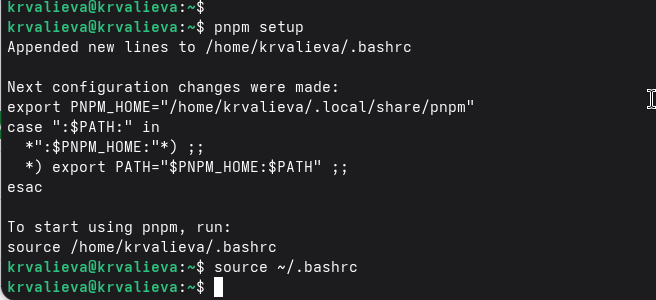 krvalieva@krvalieva:~$
krvalieva@krvalieva:~$ pnpm setup
Appended new lines to /home/krvalieva/.bashrc

Next configuration changes were made:
export PNPM_HOME="/home/krvalieva/.local/share/pnpm"
case ":$PATH:" in
  *":$PNPM_HOME:"*) ;;
  *) export PATH="$PNPM_HOME:$PATH" ;;
esac

To start using pnpm, run:
source /home/krvalieva/.bashrc
krvalieva@krvalieva:~$ source ~/.bashrc
krvalieva@krvalieva:~$